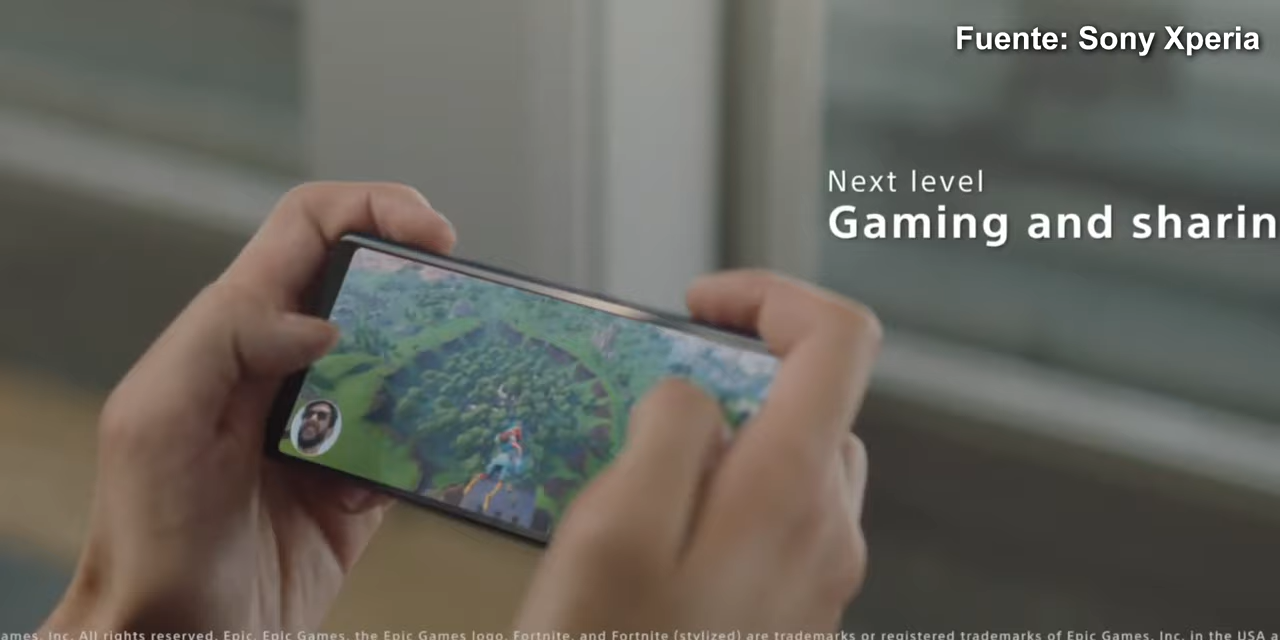 Fuente: Sony Xperia
Next level
Gaming and sharin
ames, Inc. All rights reserved. Epic, Epic Games, the Epic Games logo, Fortnite, and Fortnite (stylized) are trademarks or registered trademarks of Epic Games, Inc. in the USA a